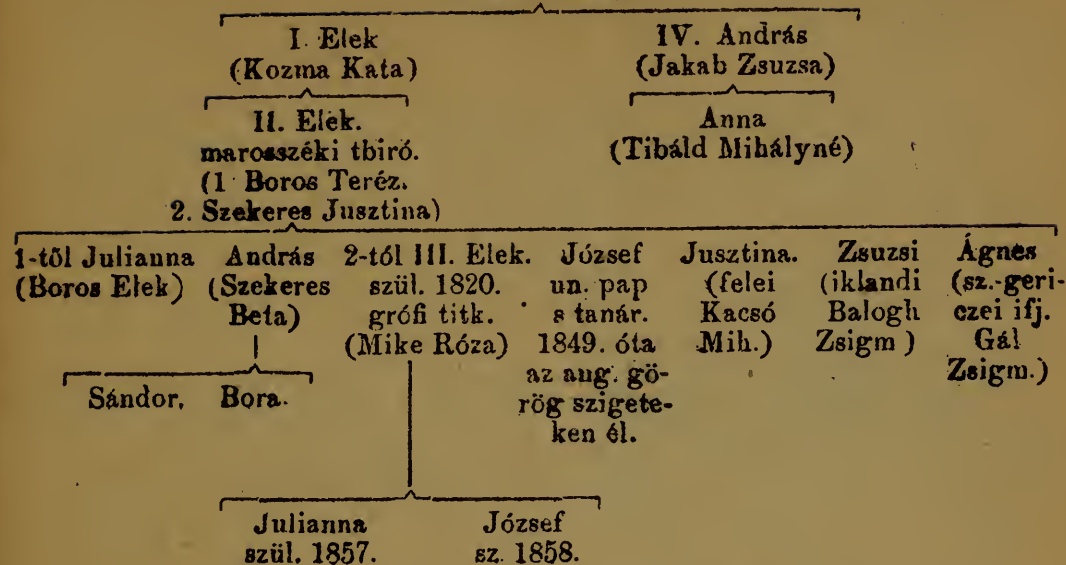 I. Elek
(Kozma Kata)
IV. András
(Jakab Zsuzsa)
II. Elek.
marosszéki tbiró.
(1 Boros Teréz.
2. Szekeres Jusztina)
Anna
(Tibáld Mihályné)
1-től Julianna
(Boros Elek)
András
(Szekeres
Beta)
2-tól III. Elek.
szül. 1820.
grófi titk.
(Mike Róza)
József
un. pap
s tanár.
1849. óta
az ang. gö-
rög szigete-
ken él.
Jusztina.
(felei
Kacsó
Mih.)
Zsuzsi
(iklandi
Balogh
Zsigm )
Ágnes
(sz.-geri-
czei ifj.
Gál
Zsigm.)
Sándor. Bora.
Julianna
szül. 1857.
József
sz. 1858.